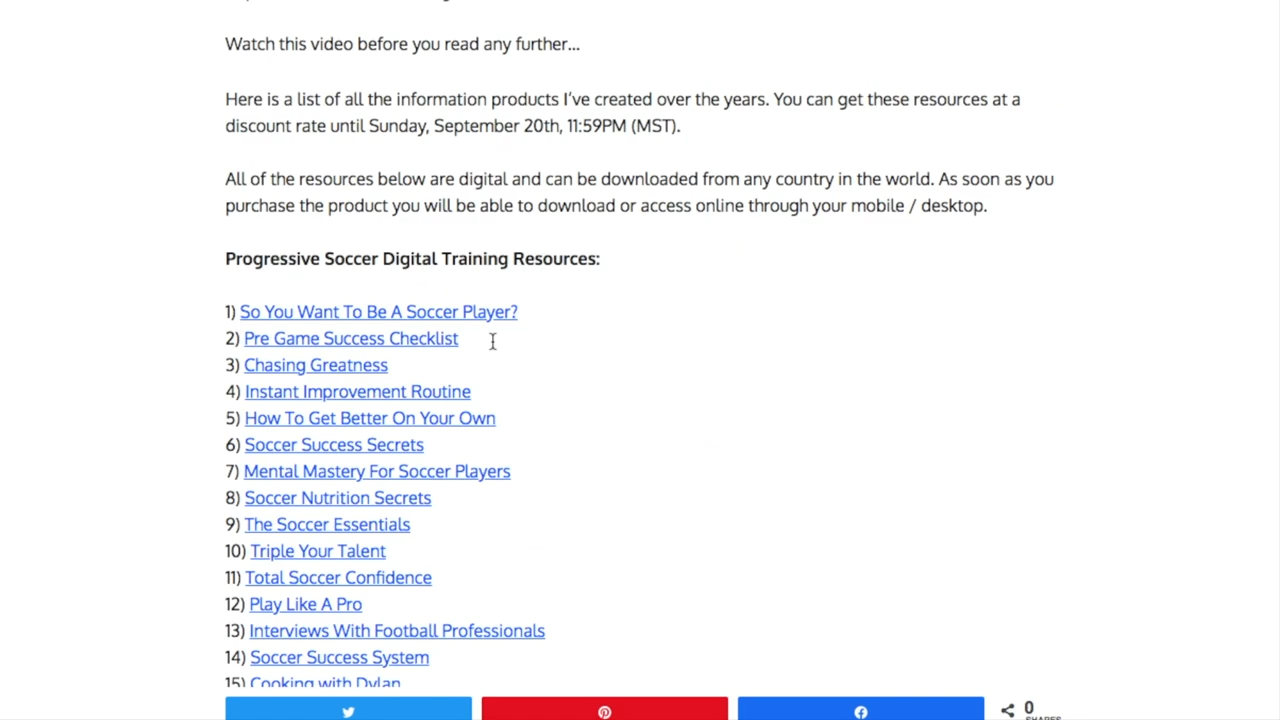 Watch this video before you read any further...
Here is a list of all the information products I've created over the years. You can get these resources at a
discount rate until Sunday, September 20th, 11:59PM (MST).
All of the resources below are digital and can be downloaded from any country in the world. As soon as you
purchase the product you will be able to download or access online through your mobile / desktop.
Progressive Soccer Digital Training Resources:
1) So You Want To Be A Soccer Player?
2) Pre Game Success Checklist
3) Chasing Greatness
4) Instant Improvement Routine
5) How To Get Better On Your Own
6) Soccer Success Secrets
7) Mental Mastery For Soccer Players
8) Soccer Nutrition Secrets
9) The Soccer Essentials
10) Triple Your Talent
11) Total Soccer Confidence
12) Play Like A Pro
13) Interviews With Football Professionals
14) Soccer Success System
15) Cooking with Dylan
0
SHARES